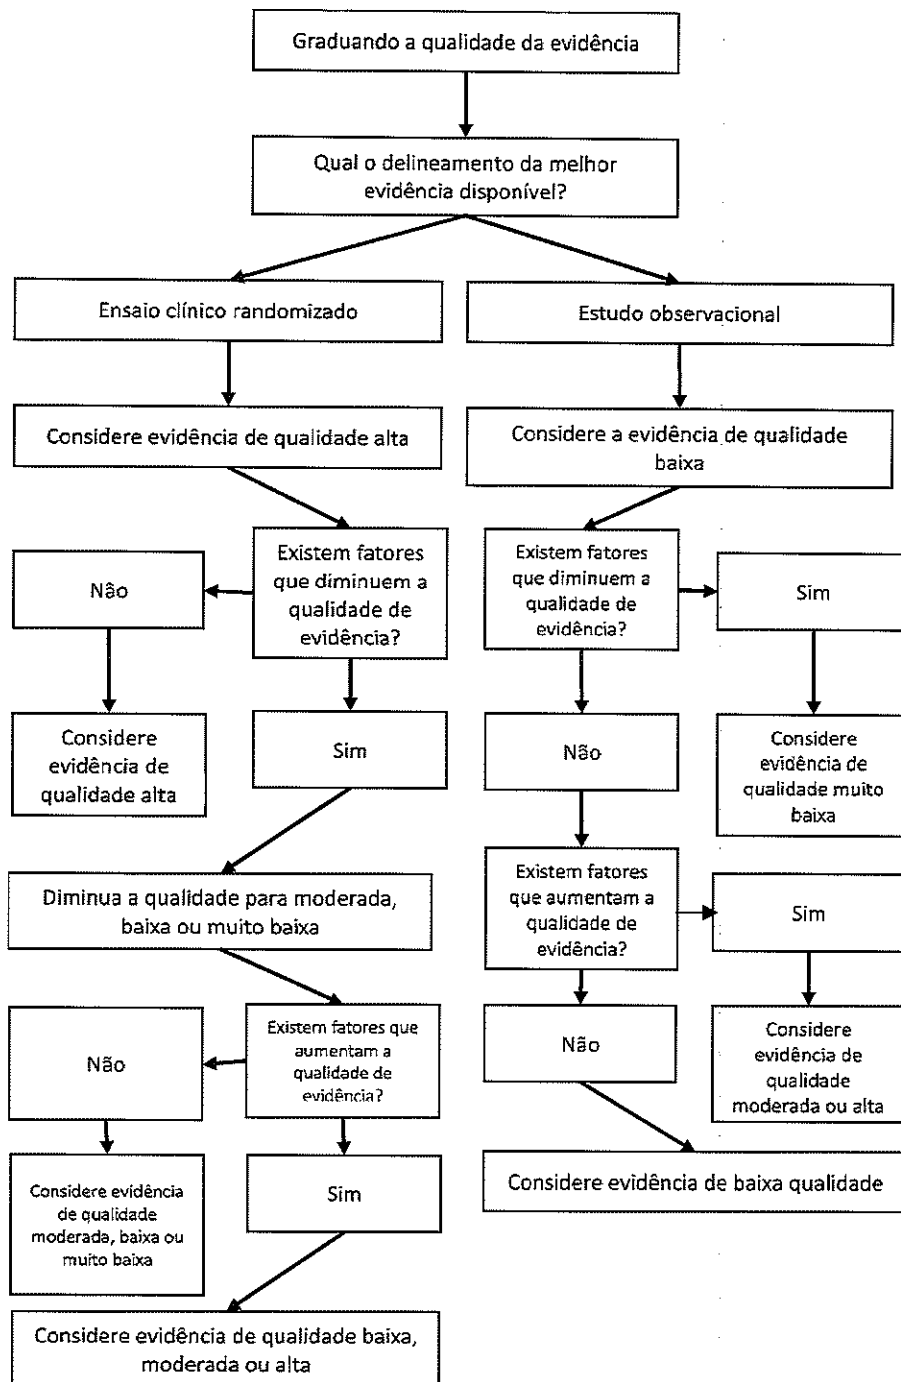 Graduando a qualidade da evidência
Qual o delineamento da melhor
evidência disponível?
Ensaio clínico randomizado
Estudo observacional
Considere evidência de qualidade alta
Considere a evidência de qualidade
baixa
Não
Existem fatores
que diminuem a
qualidade de
evidência?
Existem fatores
que diminuem a
qualidade de
evidência?
Sim
Considere
evidência de
qualidade alta
Sim
Não
Considere
evidência de
qualidade muito
baixa
Diminua a qualidade para moderada,
baixa ou muito baixa
Existem fatores
que aumentam a
qualidade de
evidência?
Sim
Não
Existem fatores que
aumentam a
qualidade de
evidência?
Não
Considere
evidência de
qualidade
moderada ou alta
Considere evidência
de qualidade
moderada, baixa ou
muito baixa
Sim
Considere evidência de baixa qualidade
Considere evidência de qualidade baixa,
moderada ou alta